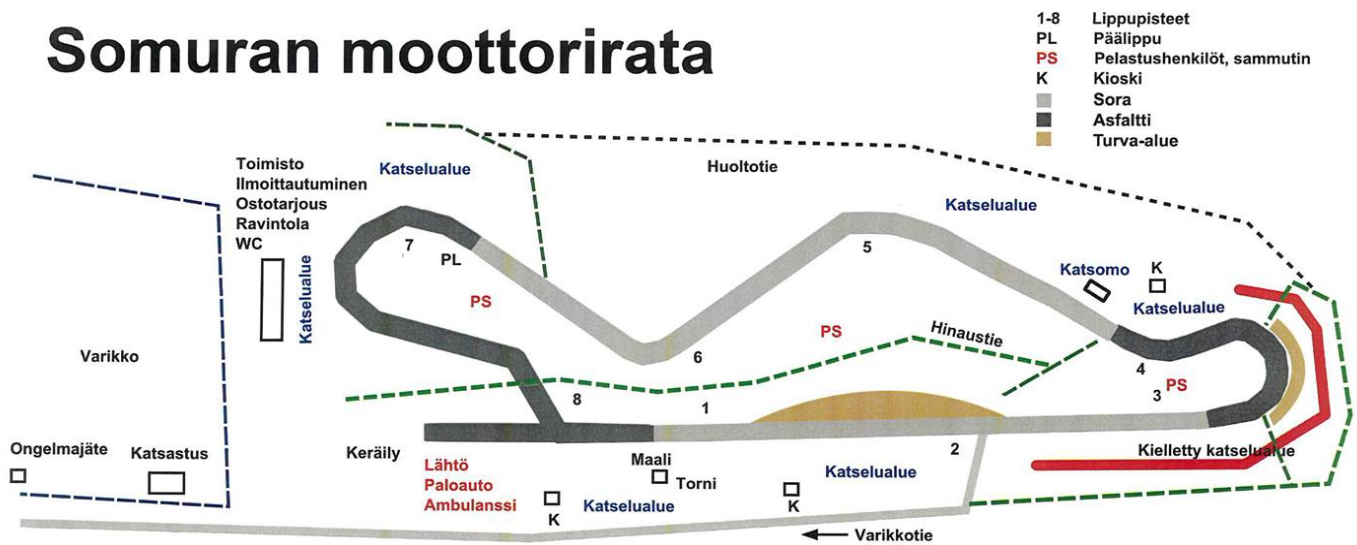 Somuran moottorirata
1-8 Lippupisteet
PL Päälippu
PS Pelastushenkilöt, sammutin
K Kioski
Sora
Asfaltti
Turva-alue
Toimisto
Ilmoittautuminen
Ostotarjous
Ravintola
WC
Katselualue
Katselualue
Huoltotie
Katselualue
7
PL
5
Katsomo
K
Katselualue
PS
PS
Hinaustie
6
Varikko
4
3
PS
8
1
2
Kielletty katselualue
Ongelmajäte
Katsastus
Keräily
Lähtö
Paloauto
Ambulanssi
Maali
Torni
Katselualue
K
Katselualue
K
Varikkotie